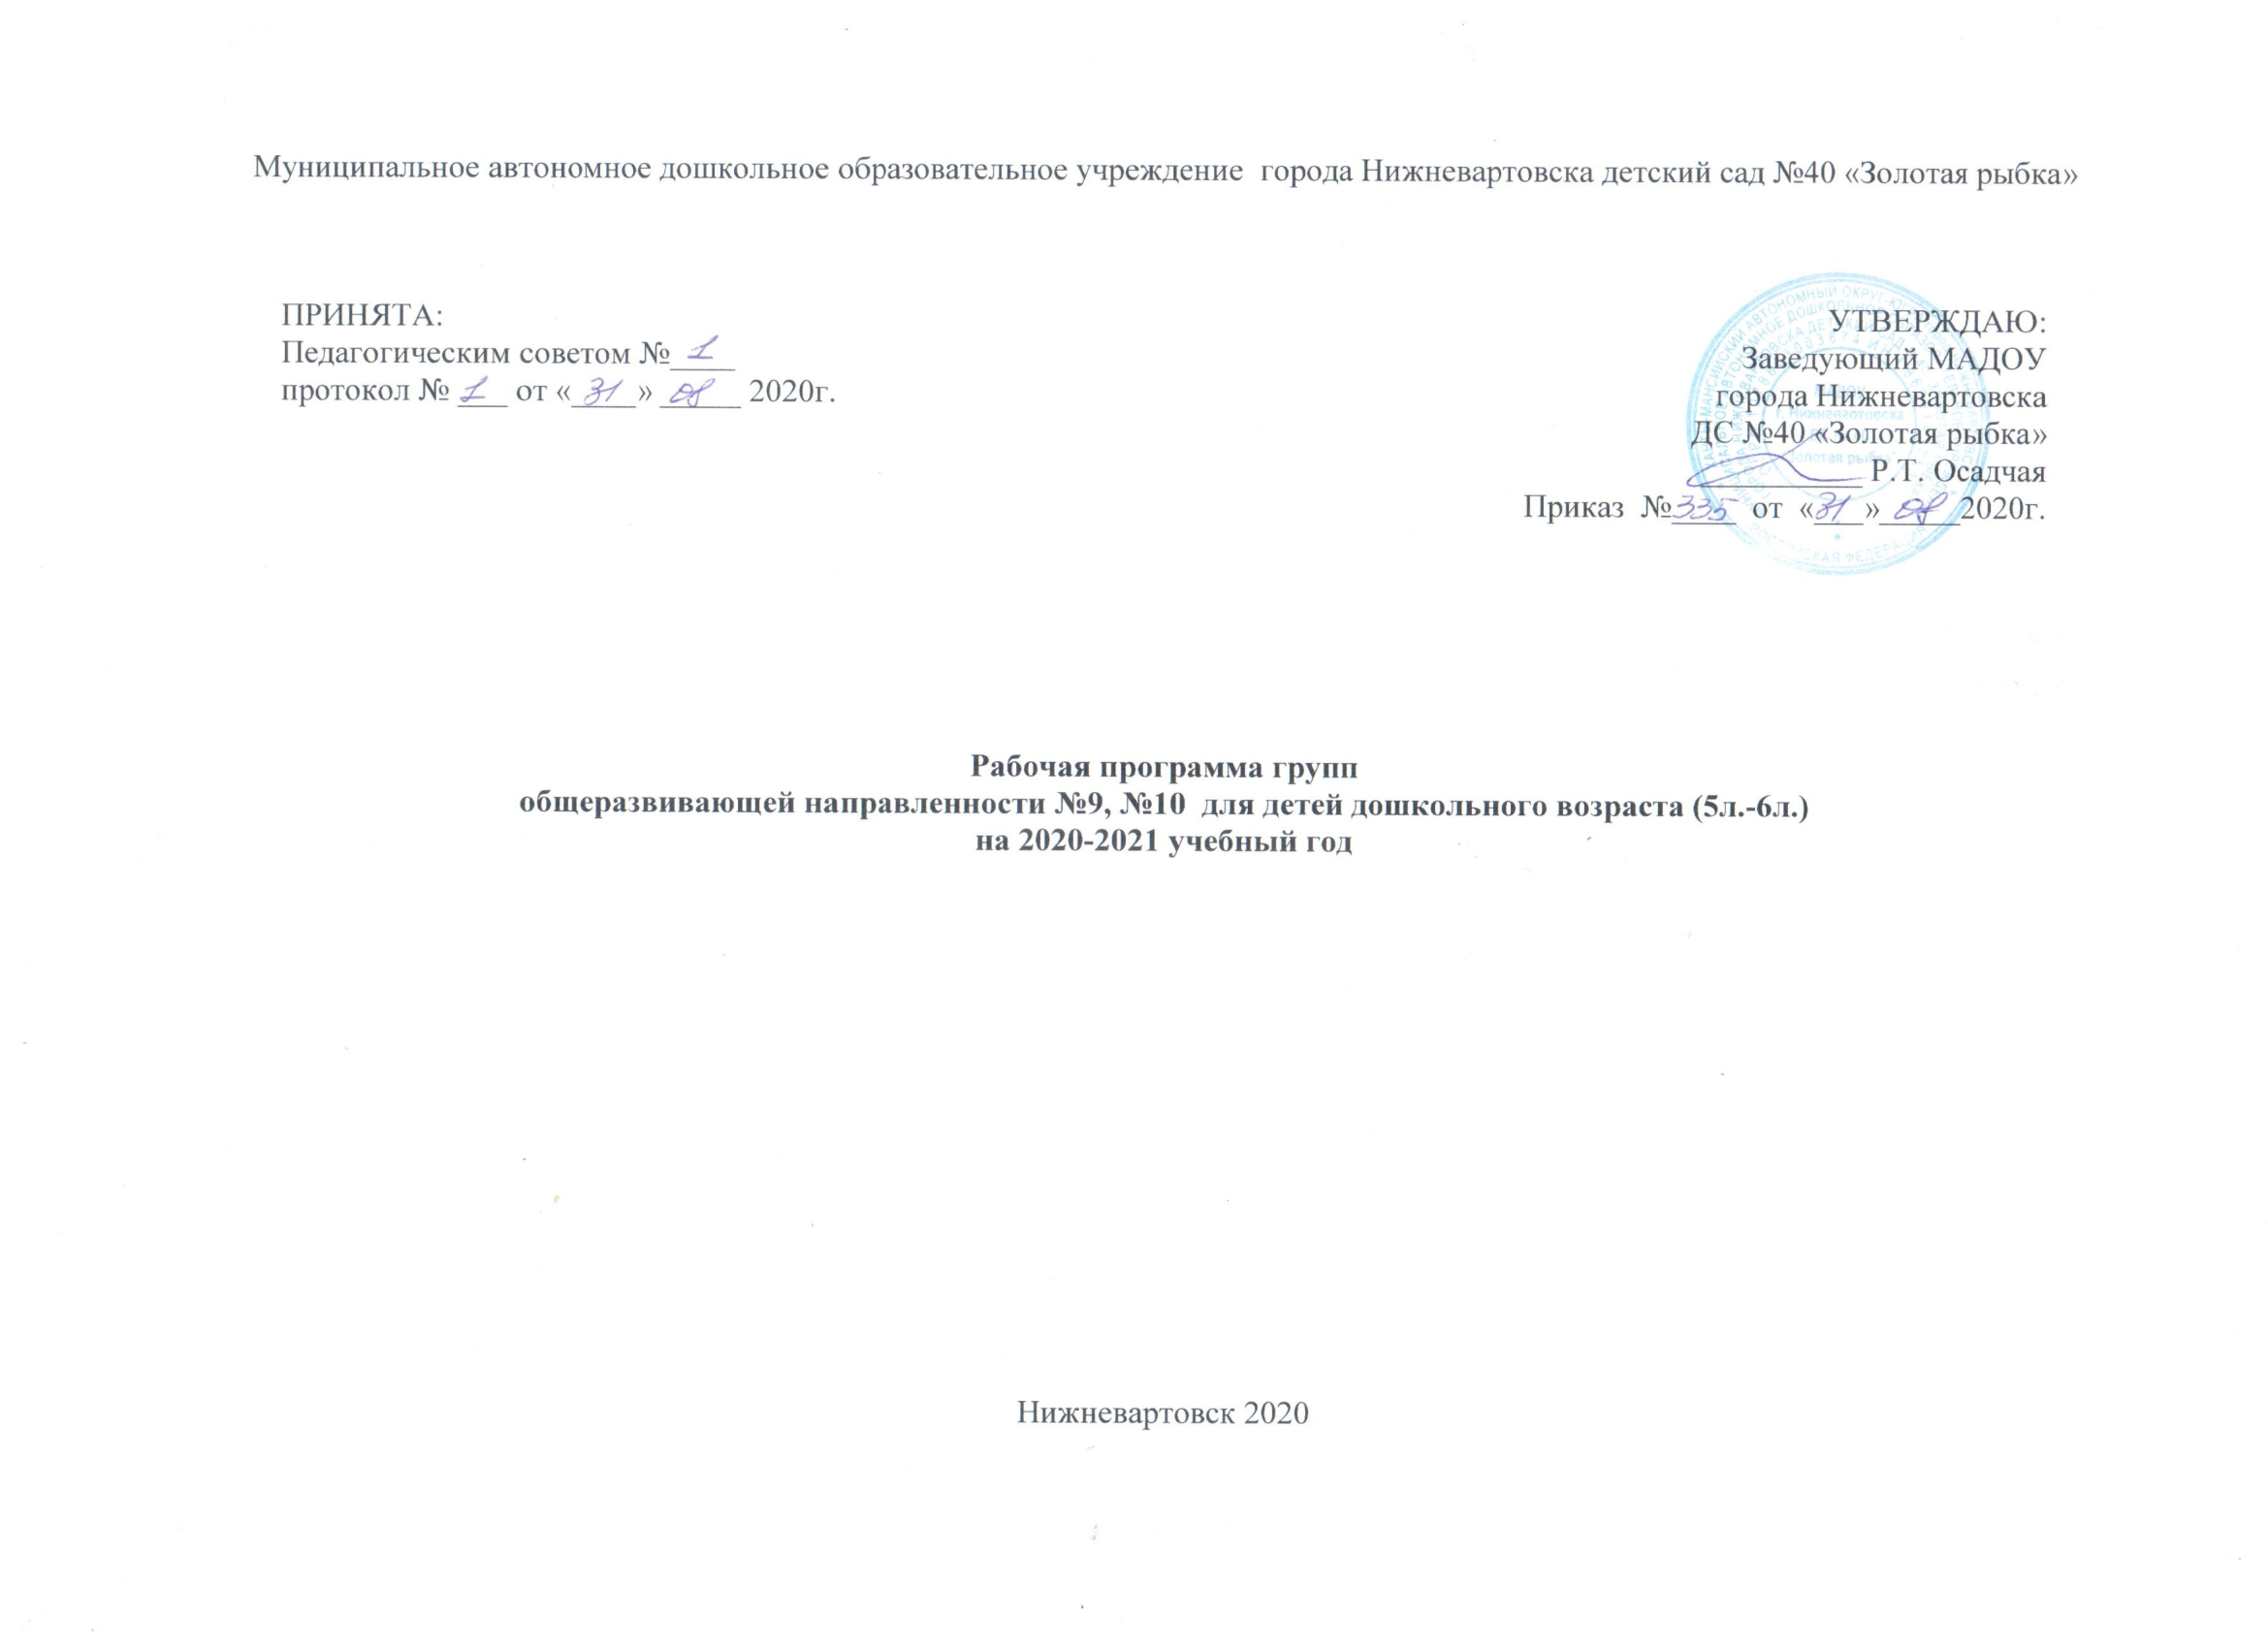 Муниципальное автономное дошкольное образовательное учреждение города Нижневартовска детский сад №40 «Золотая рыбка»
ПРИНЯТА:
Педагогическим советом № 1
протокол № 1 от «31» 08 2020г.
УТВЕРЖДАЮ:
Заведующий МАДОУ
города Нижневартовска
ДС №40 «Золотая рыбка»
Р.Т. Осадчая
Приказ №335 от «31» 08 2020г.
Рабочая программа групп
общеразвивающей направленности №9, №10 для детей дошкольного возраста (5л.-6л.)
на 2020-2021 учебный год
Нижневартовск 2020